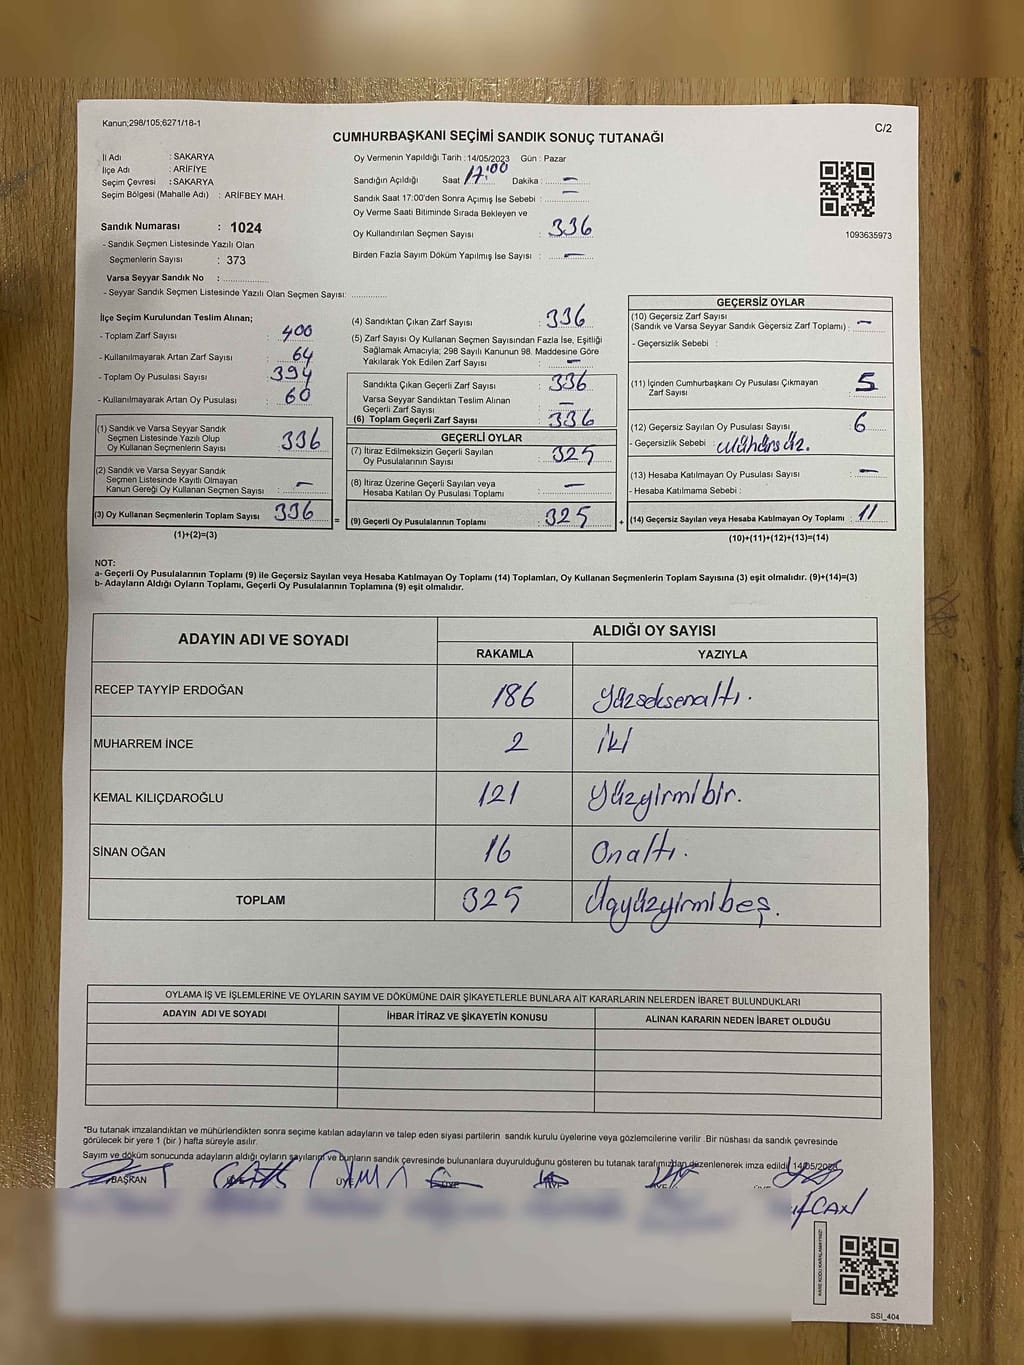 Kanun;298/105;6271/18-1
C/2
CUMHURBAŞKANI SEÇİMİ SANDIK SONUÇ TUTANAĞI
İl Adı : SAKARYA
İlçe Adı : ARİFİYE
Seçim Çevresi : SAKARYA
Seçim Bölgesi (Mahalle Adı) : ARİFBEY MAH.
Sandık Numarası : 1024
- Sandık Seçmen Listesinde Yazılı Olan
Seçmenlerin Sayısı : 373
Varsa Seyyar Sandık No : ..............
- Seyyar Sandık Seçmen Listesinde Yazılı Olan Seçmen Sayısı: ............
Oy Vermenin Yapıldığı Tarih :14/05/2023 Gün : Pazar
Sandığın Açıldığı Saat 17:00 Dakika : —
Sandık Saat 17:00'den Sonra Açımış İse Sebebi : —
Oy Verme Saati Bitiminde Sırada Bekleyen ve
Oy Kullandırılan Seçmen Sayısı : 336
Birden Fazla Sayım Döküm Yapılmış İse Sayısı : —
1093635973
İlçe Seçim Kurulundan Teslim Alınan;
- Toplam Zarf Sayısı : 400
- Kullanılmayarak Artan Zarf Sayısı : 64
- Toplam Oy Pusulası Sayısı : 394
- Kullanılmayarak Artan Oy Pusulası : 60
(1) Sandık ve Varsa Seyyar Sandık
Seçmen Listesinde Yazılı Olup
Oy Kullanan Seçmenlerin Sayısı : 336
(2) Sandık ve Varsa Seyyar Sandık
Seçmen Listesinde Kayıtlı Olmayan
Kanun Gereği Oy Kullanan Seçmen Sayısı : —
(3) Oy Kullanan Seçmenlerin Toplam Sayısı : 336
(1)+(2)=(3)
(4) Sandıktan Çıkan Zarf Sayısı : 336
(5) Zarf Sayısı Oy Kullanan Seçmen Sayısından Fazla İse, Eşitliği
Sağlamak Amacıyla; 298 Sayılı Kanunun 98. Maddesine Göre
Yakılarak Yok Edilen Zarf Sayısı : —
Sandıkta Çıkan Geçerli Zarf Sayısı : 336
Varsa Seyyar Sandıktan Teslim Alınan
Geçerli Zarf Sayısı : —
(6) Toplam Geçerli Zarf Sayısı : 336
GEÇERLİ OYLAR
(7) İtiraz Edilmeksizin Geçerli Sayılan
Oy Pusulalarının Sayısı : 325
(8) İtiraz Üzerine Geçerli Sayılan veya
Hesaba Katılan Oy Pusulası Toplamı : —
= (9) Geçerli Oy Pusulalarının Toplamı : 325
GEÇERSİZ OYLAR
(10) Geçersiz Zarf Sayısı
(Sandık ve Varsa Seyyar Sandık Geçersiz Zarf Toplamı) : —
- Geçersizlik Sebebi :
(11) İçinden Cumhurbaşkanı Oy Pusulası Çıkmayan
Zarf Sayısı : 5
(12) Geçersiz Sayılan Oy Pusulası Sayısı : 6
- Geçersizlik Sebebi : Mühürsüz.
(13) Hesaba Katılmayan Oy Pusulası Sayısı : —
- Hesaba Katılmama Sebebi :
+ (14) Geçersiz Sayılan veya Hesaba Katılmayan Oy Toplamı : 11
(10)+(11)+(12)+(13)=(14)
NOT:
a- Geçerli Oy Pusulalarının Toplamı (9) ile Geçersiz Sayılan veya Hesaba Katılmayan Oy Toplamı (14) Toplamları, Oy Kullanan Seçmenlerin Toplam Sayısına (3) eşit olmalıdır. (9)+(14)=(3)
b- Adayların Aldığı Oyların Toplamı, Geçerli Oy Pusulalarının Toplamına (9) eşit olmalıdır.
ADAYIN ADI VE SOYADI
ALDIĞI OY SAYISI
RAKAMLA YAZIYLA
RECEP TAYYİP ERDOĞAN 186 Yüzseksenaltı.
MUHARREM İNCE 2 iki
KEMAL KILIÇDAROĞLU 121 Yüzyirmibir.
SİNAN OĞAN 16 Onaltı.
TOPLAM 325 Üçyüzyirmibeş.
OYLAMA İŞ VE İŞLEMLERİNE VE OYLARIN SAYIM VE DÖKÜMÜNE DAİR ŞİKAYETLERLE BUNLARA AİT KARARLARIN NELERDEN İBARET BULUNDUKLARI
ADAYIN ADI VE SOYADI İHBAR İTİRAZ VE ŞİKAYETİN KONUSU ALINAN KARARIN NEDEN İBARET OLDUĞU
*Bu tutanak imzalandıktan ve mühürlendikten sonra seçime katılan adayların ve talep eden siyasi partilerin sandık kurulu üyelerine veya gözlemcilerine verilir .Bir nüshası da sandık çevresinde
görülecek bir yere 1 (bir ) hafta süreyle asılır.
Sayım ve döküm sonucunda adayların aldığı oyların sayılarını ve bunların sandık çevresinde bulunanlara duyurulduğunu gösteren bu tutanak tarafımızdan düzenlenerek imza edildi. 14/05/2023
BAŞKAN ÜYE ÜYE ÜYE
CAN
KARE KODU KARALAMAYINIZ!
SSI_404